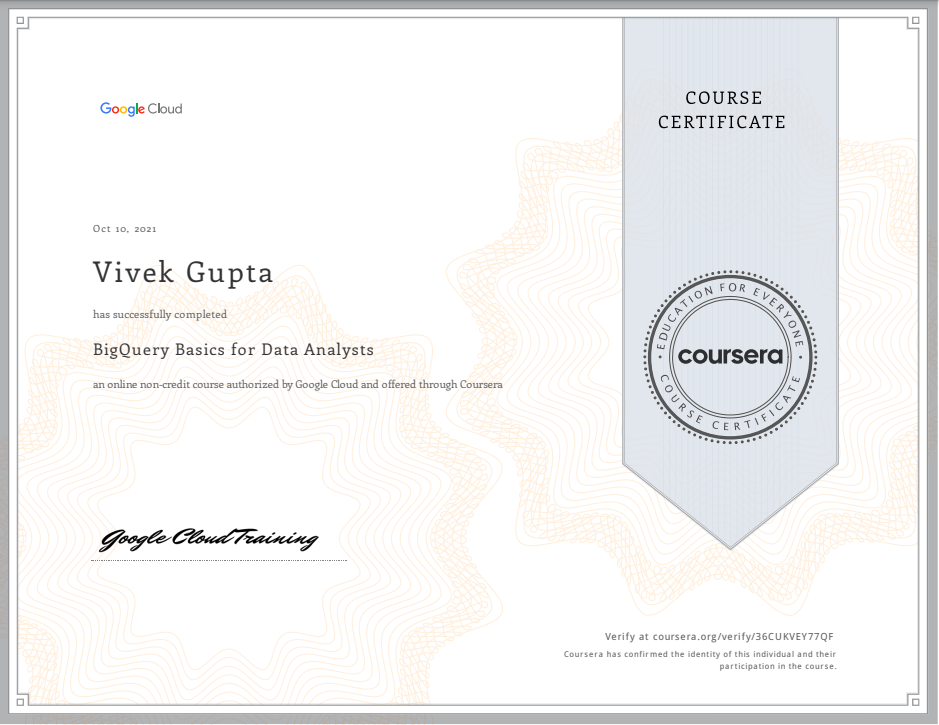 Google Cloud
COURSE
CERTIFICATE
Oct 10, 2021
Vivek Gupta
has successfully completed
BigQuery Basics for Data Analysts
an online non-credit course authorized by Google Cloud and offered through Coursera
EDUCATION FOR EVERYONE
coursera
COURSE CERTIFICATE
Google Cloud Training
Verify at coursera.org/verify/36CUKVEY77QF
Coursera has confirmed the identity of this individual and their
participation in the course.